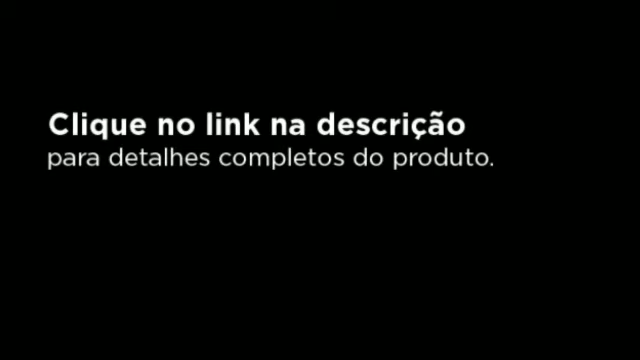 Clique no link na descrição
para detalhes completos do produto.